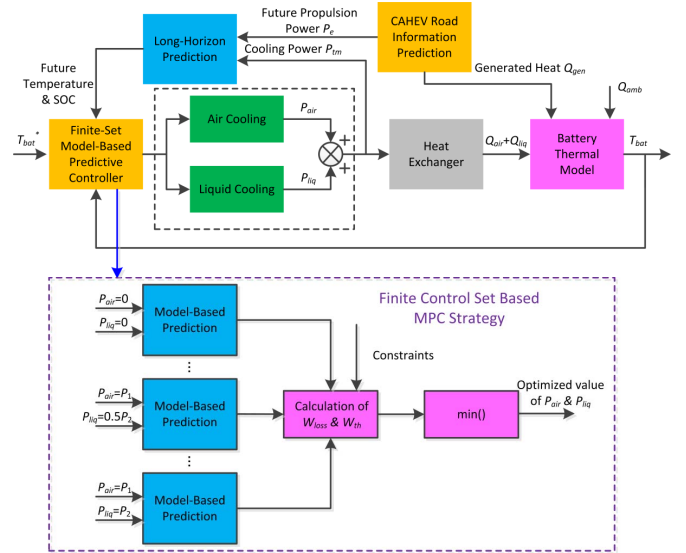 Future Propulsion
Power Pe
Cooling Power Ptm
Long-Horizon
Prediction
CAHEV Road
Information
Prediction
Future
Temperature
& SOC
Generated Heat Qgen
Qamb
Tbat*
Finite-Set
Model-Based
Predictive
Controller
Air Cooling
Pair
+
+
Liquid Cooling
Pliq
Heat
Exchanger
Qair+Qliq
Battery
Thermal
Model
Tbat
Finite Control Set Based
MPC Strategy
Pair=0
Pliq=0
Model-Based
Prediction
...
Constraints
Pair=P1
Pliq=0.5P2
Model-Based
Prediction
Calculation of
Wloss & Wth
min()
Optimized value
of Pair & Pliq
...
Pair=P1
Pliq=P2
Model-Based
Prediction